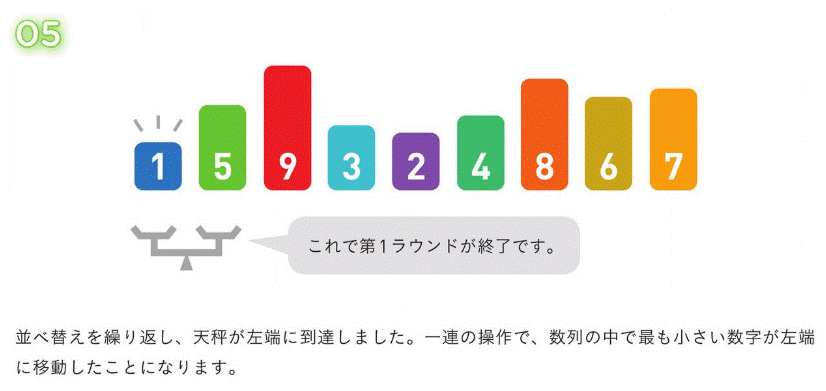 05
1 5 9 3 2 4 8 6 7
これで第1ラウンドが終了です。
並べ替えを繰り返し、天秤が左端に到達しました。一連の操作で、数列の中で最も小さい数字が左端
に移動したことになります。